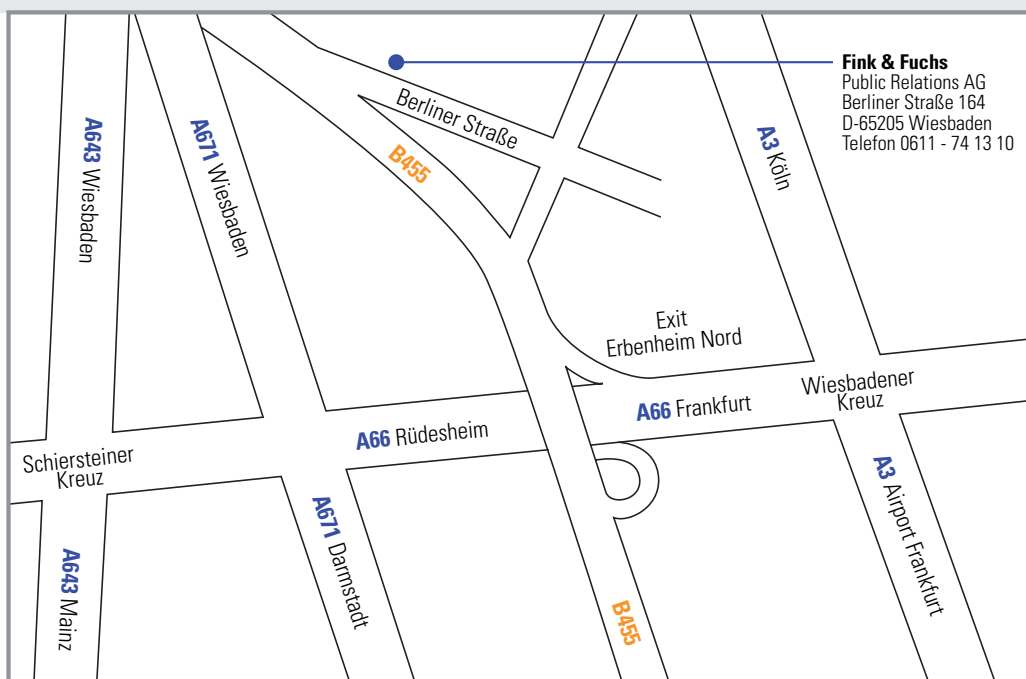 Fink & Fuchs
Public Relations AG
Berliner Straße 164
D-65205 Wiesbaden
Telefon 0611 - 74 13 10
A643 Wiesbaden
A671 Wiesbaden
Berliner Straße
B455
A3 Köln
Exit
Erbenheim Nord
Wiesbadener
Kreuz
A66 Frankfurt
A66 Rüdesheim
Schiersteiner
Kreuz
A643 Mainz
A671 Darmstadt
B455
A3 Airport Frankfurt